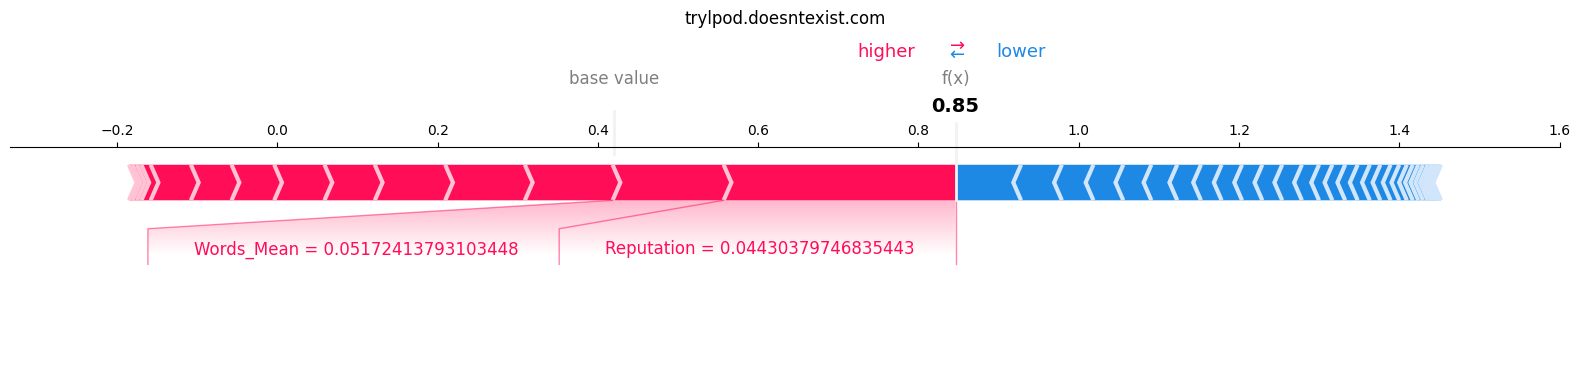 trylpod.doesntexist.com
higher ⇄ lower
base value f(x)
0.85
−0.2 0.0 0.2 0.4 0.6 0.8 1.0 1.2 1.4 1.6
Words_Mean = 0.05172413793103448 Reputation = 0.04430379746835443